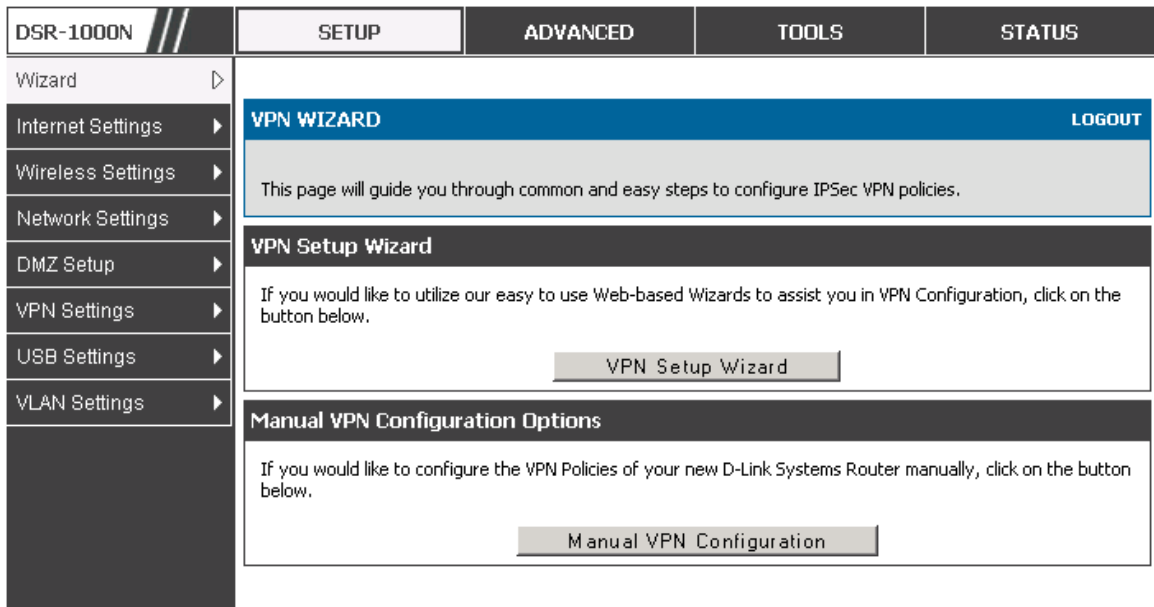 DSR-1000N
SETUP
ADVANCED
TOOLS
STATUS
Wizard
Internet Settings
Wireless Settings
Network Settings
DMZ Setup
VPN Settings
USB Settings
VLAN Settings
VPN WIZARD
LOGOUT
This page will guide you through common and easy steps to configure IPSec VPN policies.
VPN Setup Wizard
If you would like to utilize our easy to use Web-based Wizards to assist you in VPN Configuration, click on the
button below.
VPN Setup Wizard
Manual VPN Configuration Options
If you would like to configure the VPN Policies of your new D-Link Systems Router manually, click on the button
below.
Manual VPN Configuration